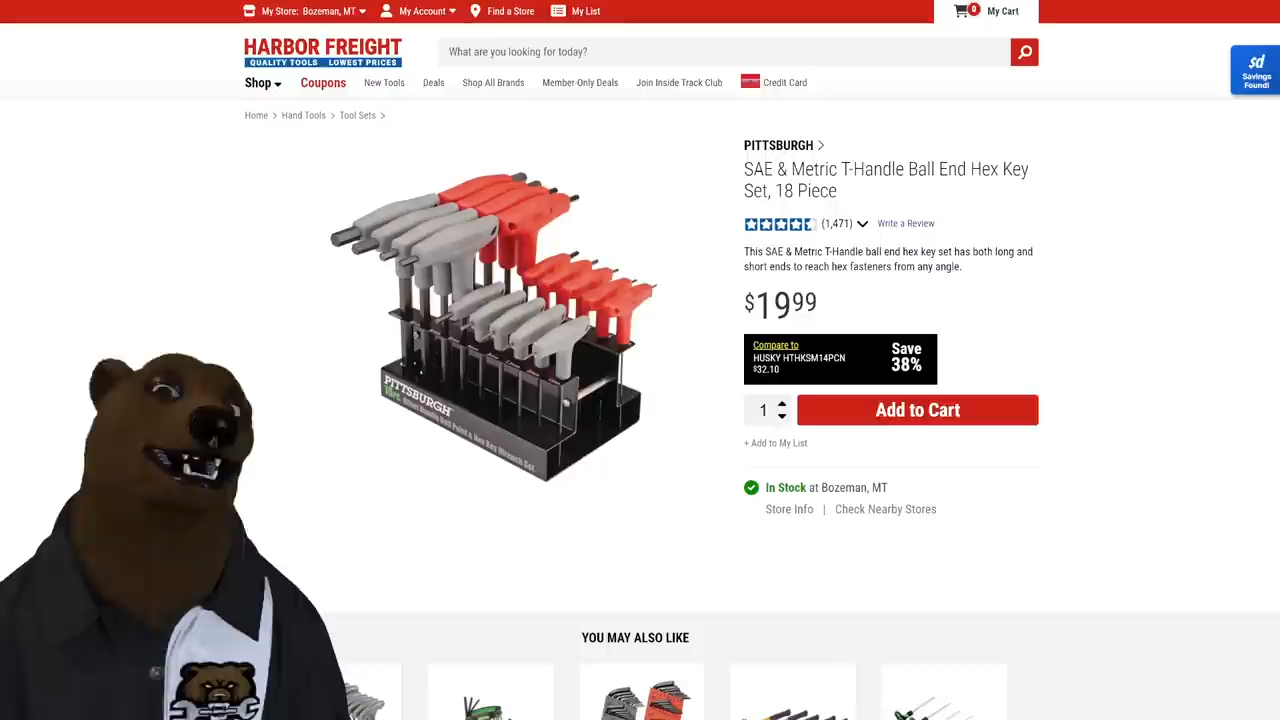 My Store: Bozeman, MT
My Account
Find a Store
My List
0
My Cart
HARBOR FREIGHT
QUALITY TOOLS LOWEST PRICES
What are you looking for today?
sd
Savings
Found!
Shop
Coupons
New Tools
Deals
Shop All Brands
Member-Only Deals
Join Inside Track Club
Credit Card
Home > Hand Tools > Tool Sets >
PITTSBURGH >
SAE & Metric T-Handle Ball End Hex Key
Set, 18 Piece
(1,471)
Write a Review
This SAE & Metric T-Handle ball end hex key set has both long and
short ends to reach hex fasteners from any angle.
$1999
Compare to
HUSKY HTHKSM14PCN
$32.10
Save
38%
1
Add to Cart
+ Add to My List
In Stock at Bozeman, MT
Store Info | Check Nearby Stores
PITTSBURGH
YOU MAY ALSO LIKE